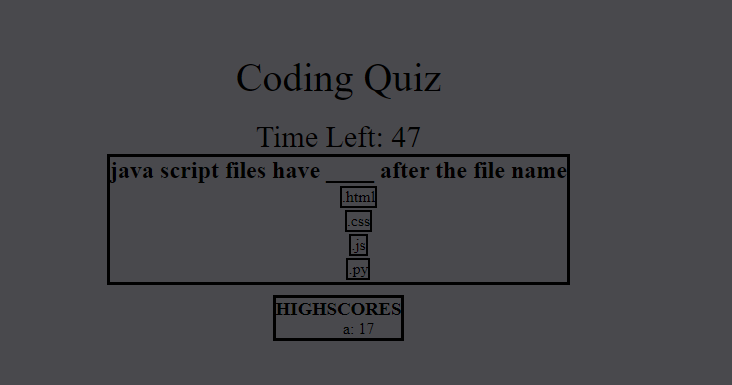 Coding Quiz
Time Left: 47
java script files have ____ after the file name
.html
.css
.js
.py
HIGHSCORES
a: 17